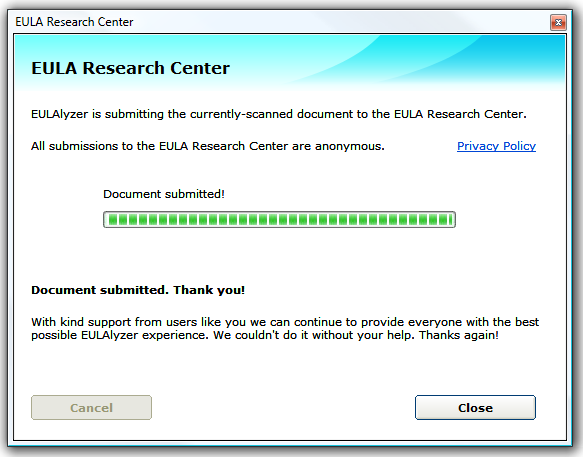 EULA Research Center
EULA Research Center
EULAlyzer is submitting the currently-scanned document to the EULA Research Center.
All submissions to the EULA Research Center are anonymous. Privacy Policy
Document submitted!
Document submitted. Thank you!
With kind support from users like you we can continue to provide everyone with the best
possible EULAlyzer experience. We couldn't do it without your help. Thanks again!
Cancel Close